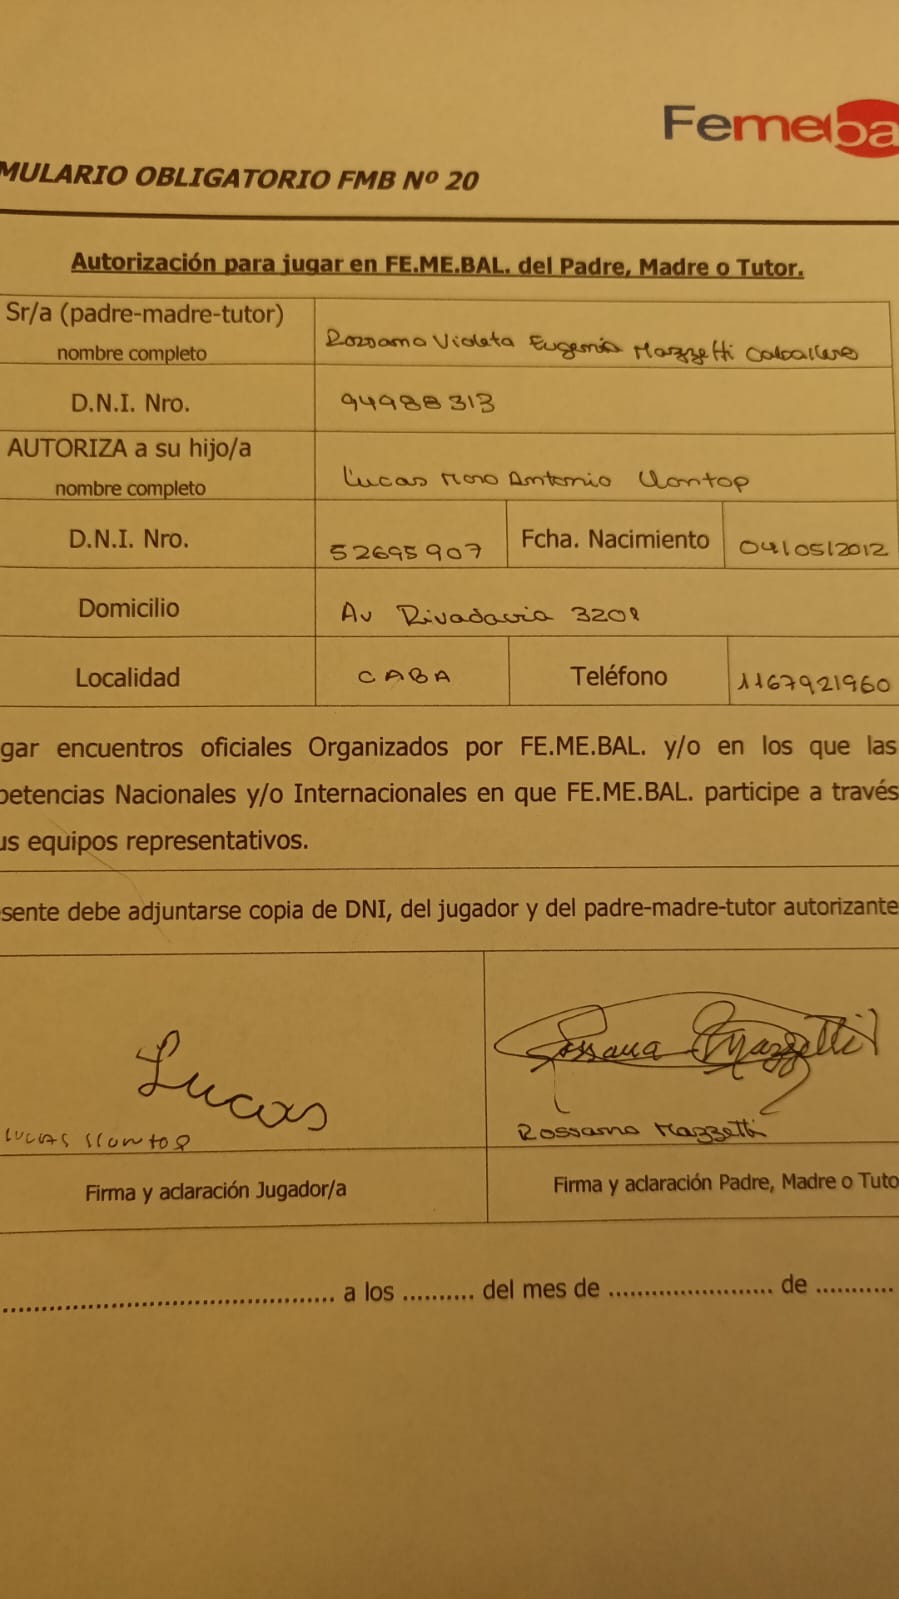 Femeba
MULARIO OBLIGATORIO FMB Nº 20
Autorización para jugar en FE.ME.BAL. del Padre, Madre o Tutor.
Sr/a (padre-madre-tutor)
nombre completo
Rossana Violeta Eugenia Mazzetti Caballero
D.N.I. Nro.
94988313
AUTORIZA a su hijo/a
nombre completo
Lucas Antonio Llontop
D.N.I. Nro.
52695907
Fcha. Nacimiento
04/05/2012
Domicilio
Av Rivadavia
Localidad
CABA
Teléfono
1167921960
gar encuentros oficiales Organizados por FE.ME.BAL. y/o en los que las
petencias Nacionales y/o Internacionales en que FE.ME.BAL. participe a través
us equipos representativos.
sente debe adjuntarse copia de DNI, del jugador y del padre-madre-tutor autorizante
Lucas
Lucas Llontop
Rossana Mazzetti
Rossana Mazzetti
Firma y aclaración Jugador/a
Firma y aclaración Padre, Madre o Tuto
.......................................... a los .......... del mes de ....................... de ...........